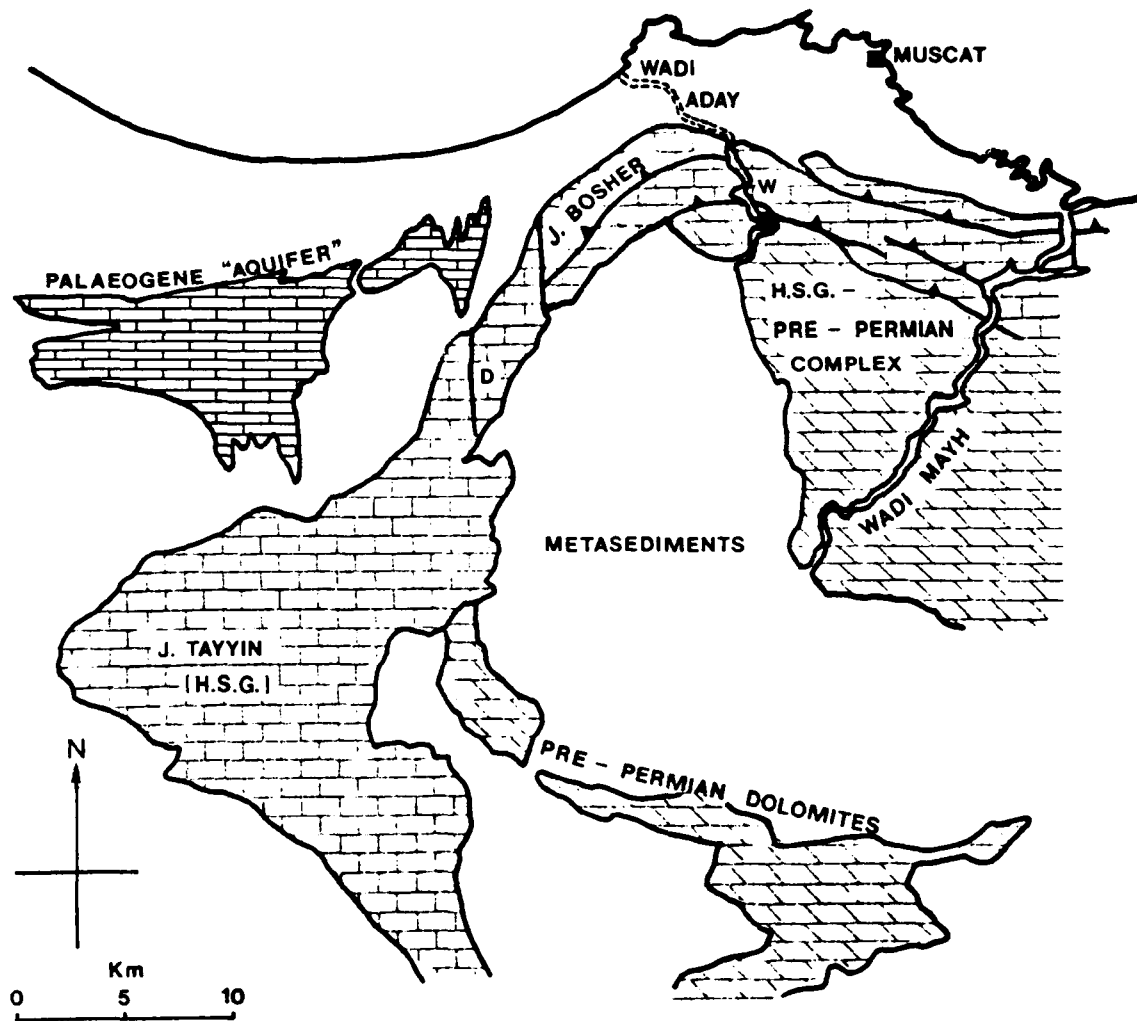 WADI
ADAY
MUSCAT
J. BOSHER
W
PALAEOGENE "AQUIFER"
H.S.G. –
PRE – PERMIAN
COMPLEX
D
WADI MAYH
METASEDIMENTS
J. TAYYIN
[H.S.G.]
N
PRE – PERMIAN DOLOMITES
Km
0 5 10